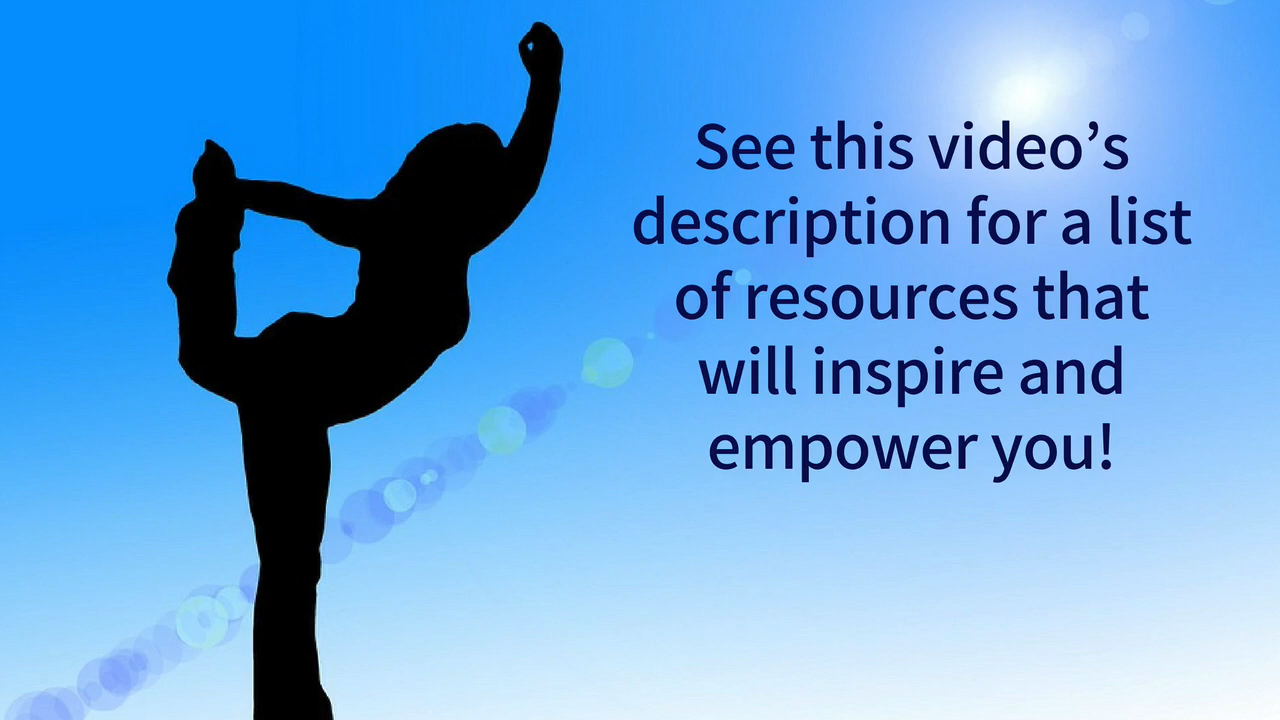 See this video’s
description for a list
of resources that
will inspire and
empower you!